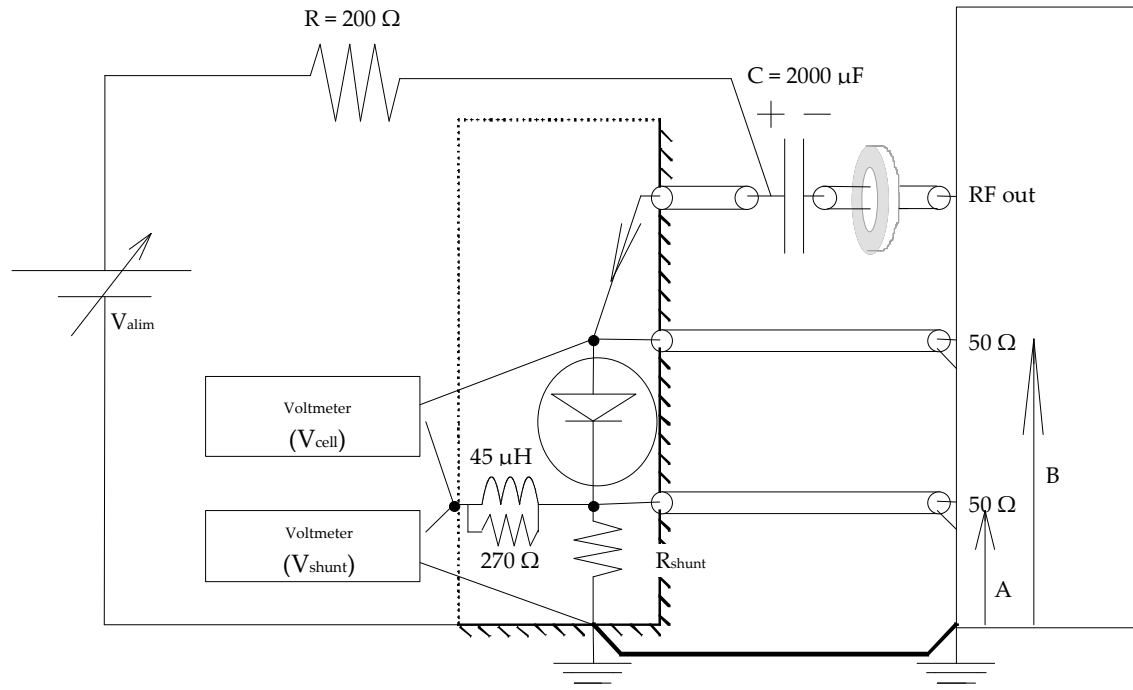 R = 200 Ω
C = 2000 µF
+ −
RF out
Valim
50 Ω
Voltmeter
(Vcell)
45 µH
B
50 Ω
Voltmeter
(Vshunt)
270 Ω
Rshunt
A